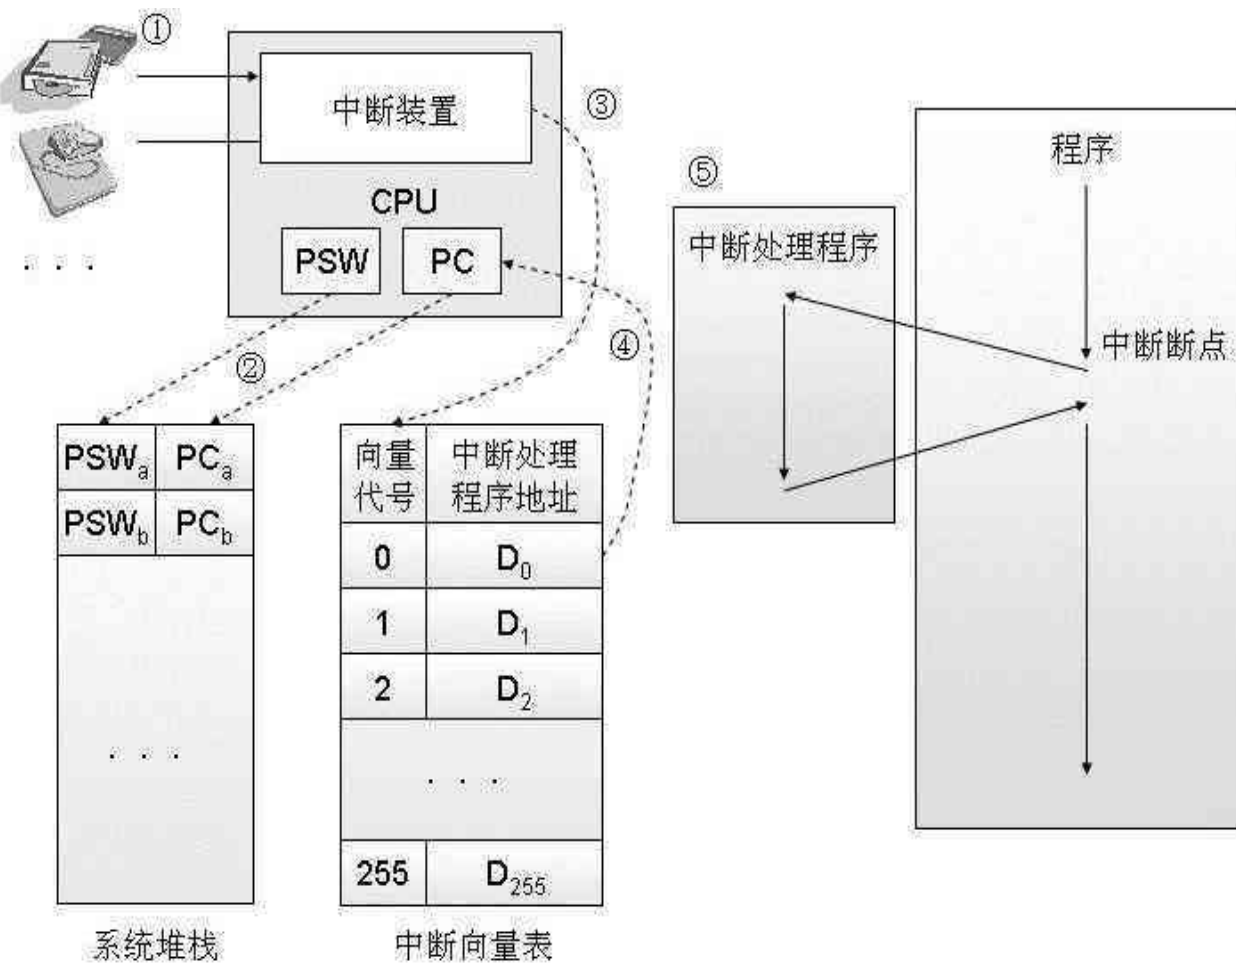 ①
中断装置
CPU
PSW
PC
③
②
④
PSWa
PCa
PSWb
PCb
. . .
系统堆栈
向量代号
中断处理程序地址
0
D0
1
D1
2
D2
. . .
255
D255
中断向量表
⑤
中断处理程序
程序
中断断点
. . .